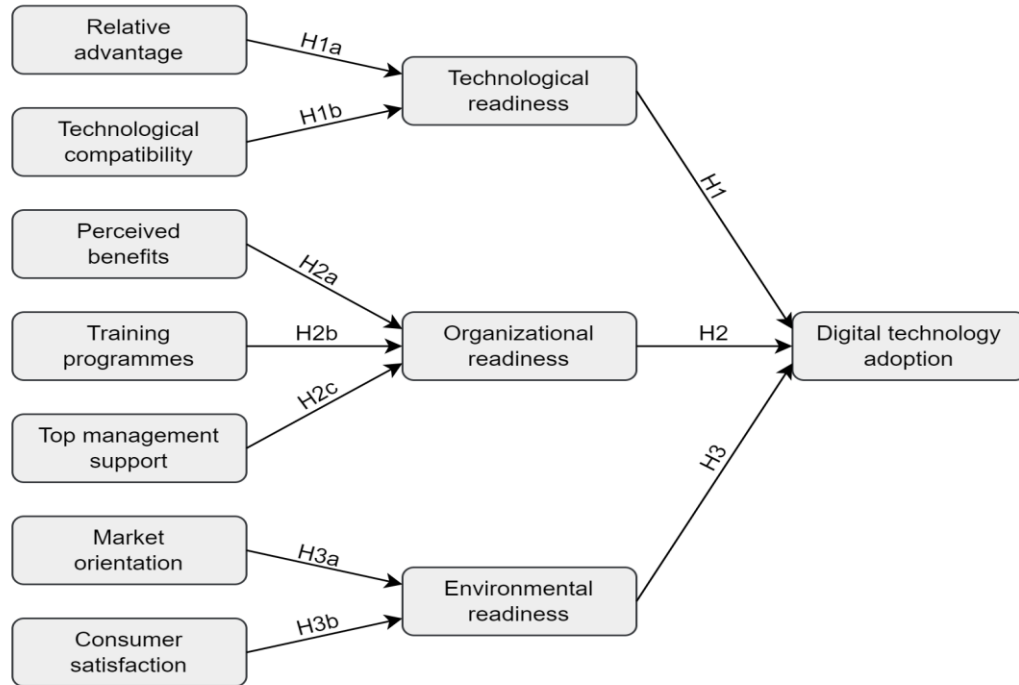 Relative
advantage
H1a
Technological
readiness
H1b
Technological
compatibility
H1
Perceived
benefits
H2a
Training
programmes
H2b
Organizational
readiness
H2
Digital technology
adoption
H2c
Top management
support
H3
Market
orientation
H3a
Environmental
readiness
H3b
Consumer
satisfaction